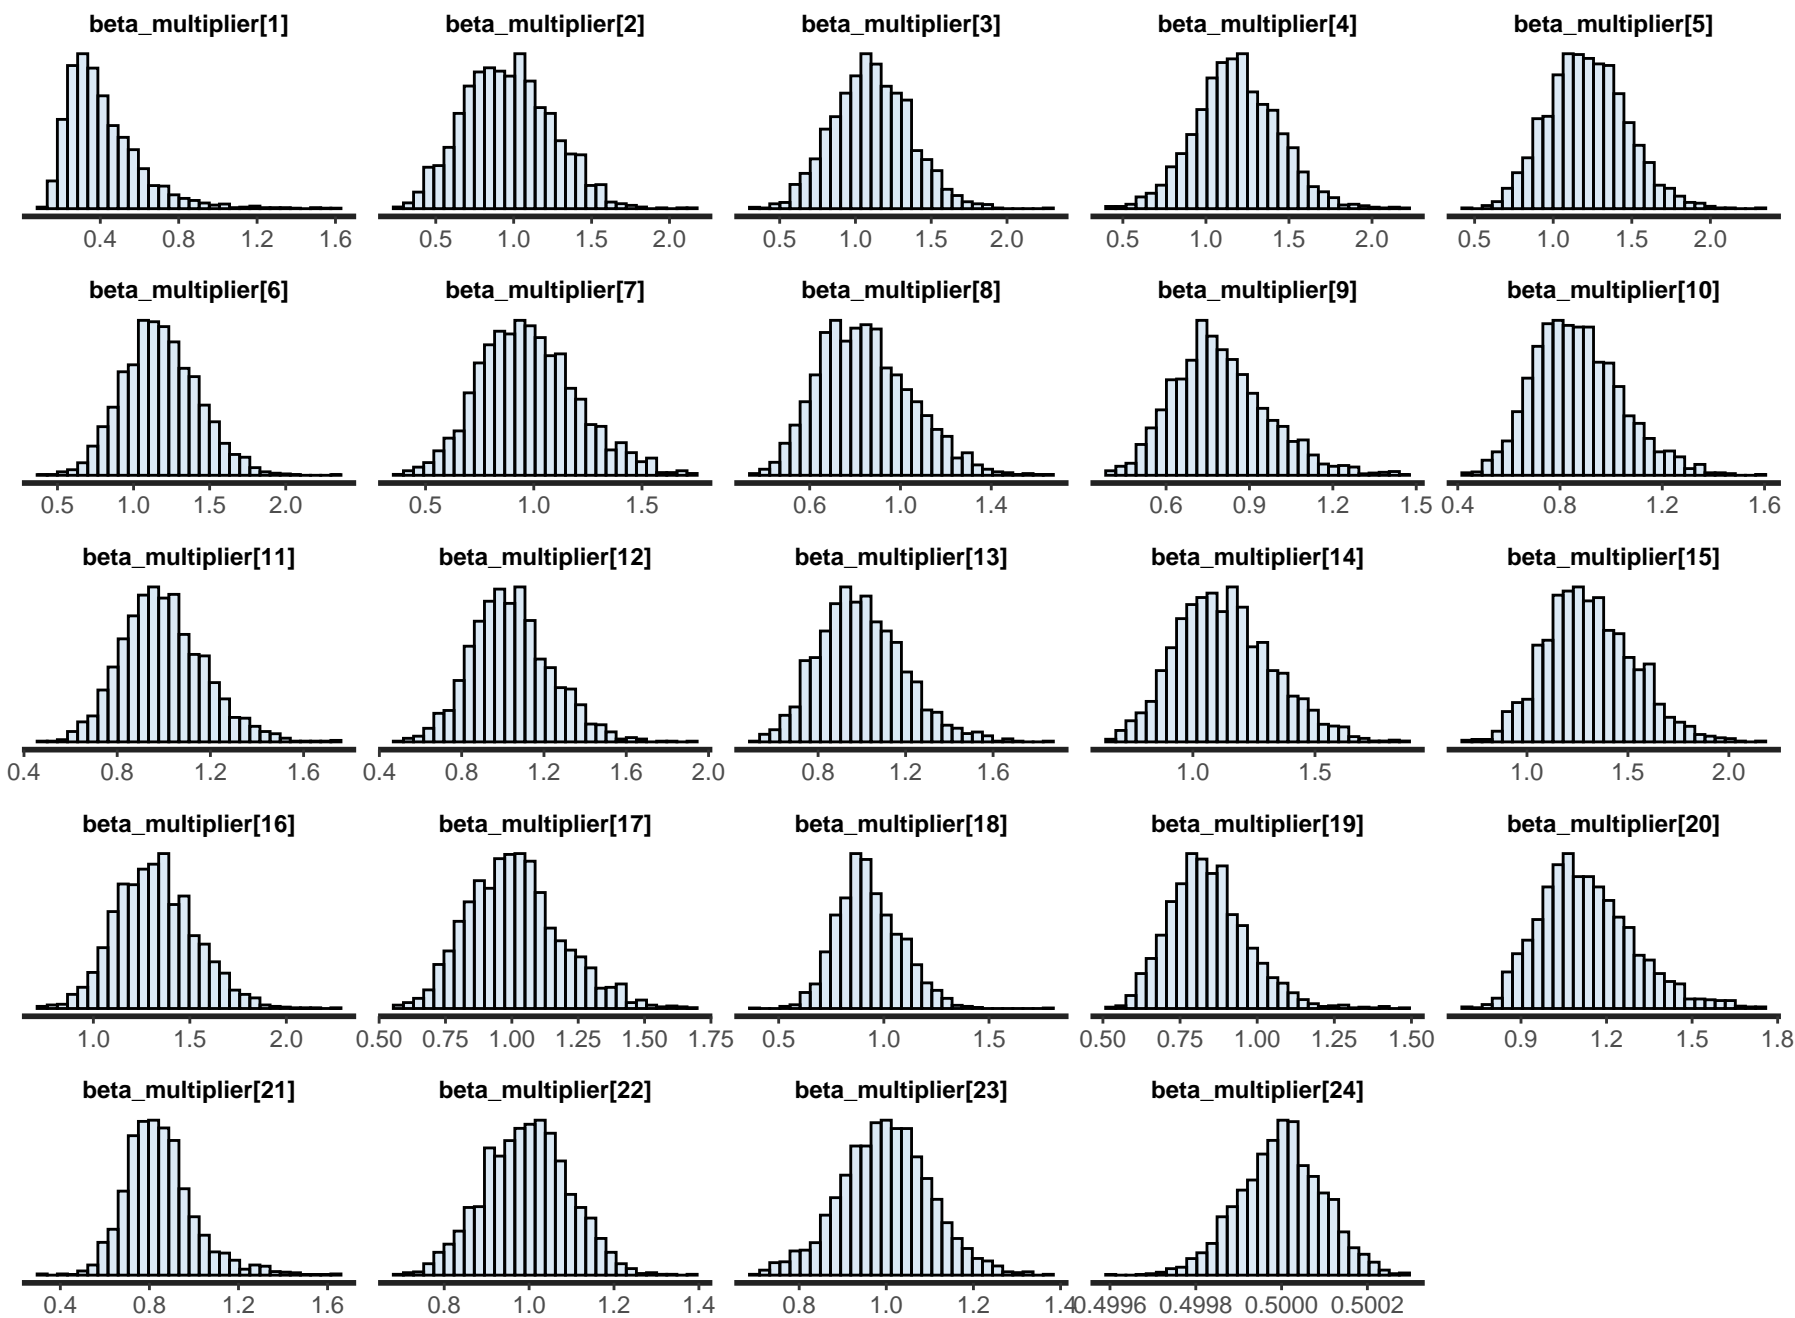 beta_multiplier[1] beta_multiplier[2] beta_multiplier[3] beta_multiplier[4] beta_multiplier[5]
0.4 0.8 1.2 1.6 0.5 1.0 1.5 2.0 0.5 1.0 1.5 2.0 0.5 1.0 1.5 2.0 0.5 1.0 1.5 2.0
beta_multiplier[6] beta_multiplier[7] beta_multiplier[8] beta_multiplier[9] beta_multiplier[10]
0.5 1.0 1.5 2.0 0.5 1.0 1.5 0.6 1.0 1.4 0.6 0.9 1.2 1.5 0.4 0.8 1.2 1.6
beta_multiplier[11] beta_multiplier[12] beta_multiplier[13] beta_multiplier[14] beta_multiplier[15]
0.4 0.8 1.2 1.6 0.4 0.8 1.2 1.6 2.0 0.8 1.2 1.6 1.0 1.5 1.0 1.5 2.0
beta_multiplier[16] beta_multiplier[17] beta_multiplier[18] beta_multiplier[19] beta_multiplier[20]
1.0 1.5 2.0 0.50 0.75 1.00 1.25 1.50 1.75 0.5 1.0 1.5 0.50 0.75 1.00 1.25 1.50 0.9 1.2 1.5 1.8
beta_multiplier[21] beta_multiplier[22] beta_multiplier[23] beta_multiplier[24]
0.4 0.8 1.2 1.6 0.8 1.0 1.2 1.4 0.8 1.0 1.2 1.4 0.4996 0.4998 0.5000 0.5002